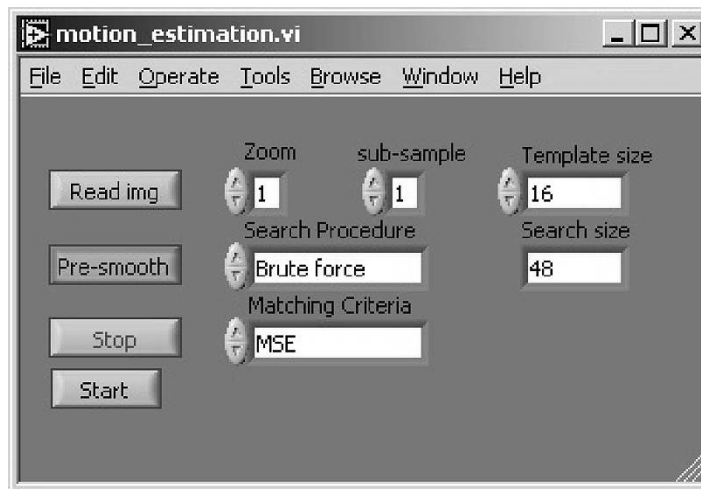 motion_estimation.vi
File Edit Operate Tools Browse Window Help
Zoom sub-sample Template size
Read img 1 1 16
Search Procedure Search size
Pre-smooth Brute force 48
Matching Criteria
Stop MSE
Start